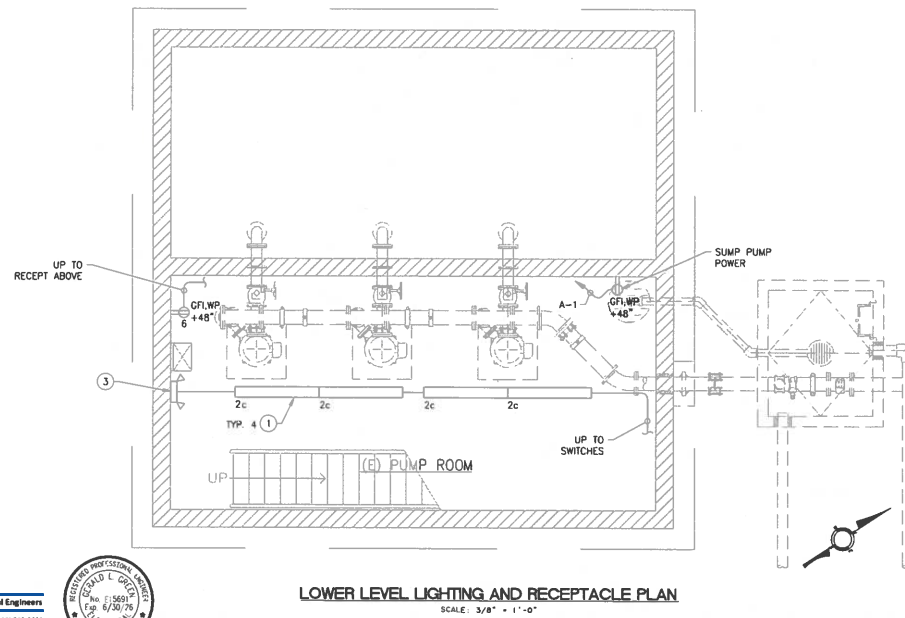 UP TO
RECEPT ABOVE
GFI,WP
+48"
6
SUMP PUMP
POWER
A-1
GFI,WP
+48"
3
2c
2c
2c
2c
TYP. 4 1
UP TO
SWITCHES
(E) PUMP ROOM
UP
LOWER LEVEL LIGHTING AND RECEPTACLE PLAN
SCALE: 3/8" = 1'-0"
al Engineers
REGISTERED PROFESSIONAL ENGINEER
GERALD L. GREEN
No. E15691
Exp. 6/30/76